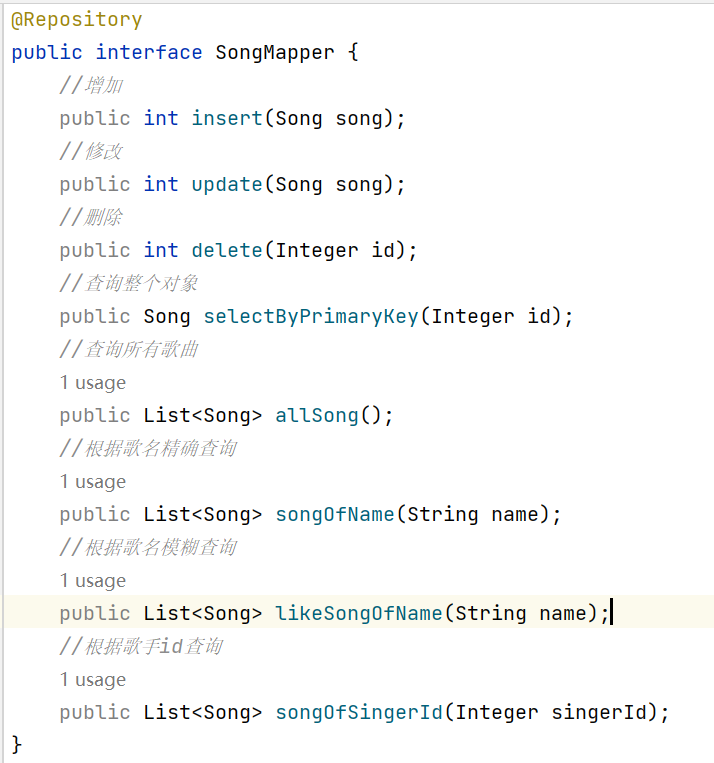 @Repository
public interface SongMapper {
    //增加
    public int insert(Song song);
    //修改
    public int update(Song song);
    //删除
    public int delete(Integer id);
    //查询整个对象
    public Song selectByPrimaryKey(Integer id);
    //查询所有歌曲
    1 usage
    public List<Song> allSong();
    //根据歌名精确查询
    1 usage
    public List<Song> songOfName(String name);
    //根据歌名模糊查询
    1 usage
    public List<Song> likeSongOfName(String name);
    //根据歌手id查询
    1 usage
    public List<Song> songOfSingerId(Integer singerId);
}